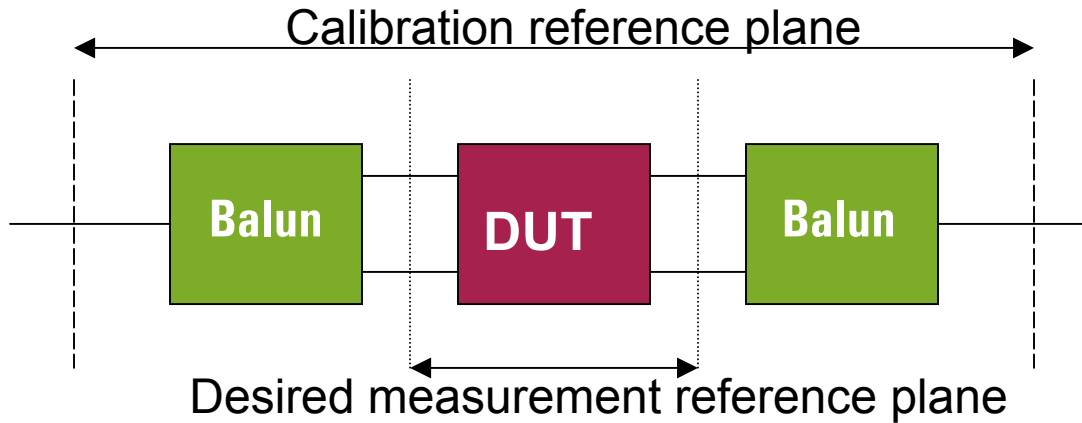 Calibration reference plane
Balun
DUT
Balun
Desired measurement reference plane